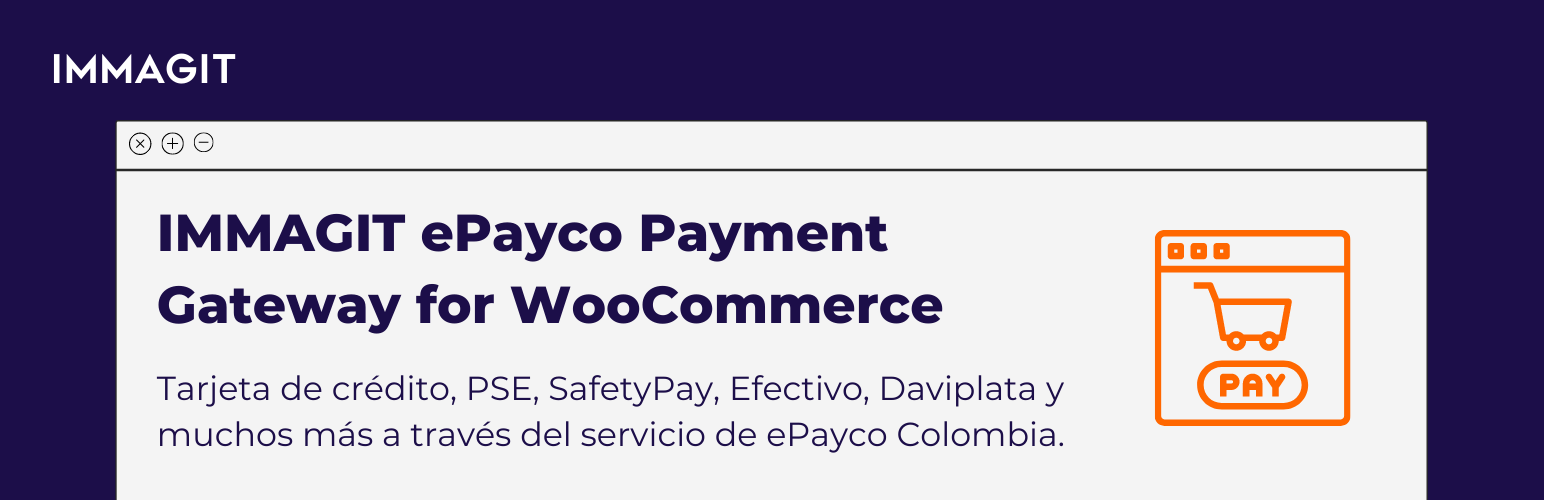 IMMAGIT
IMMAGIT ePayco Payment
Gateway for WooCommerce
Tarjeta de crédito, PSE, SafetyPay, Efectivo, Daviplata y
muchos más a través del servicio de ePayco Colombia.
PAY